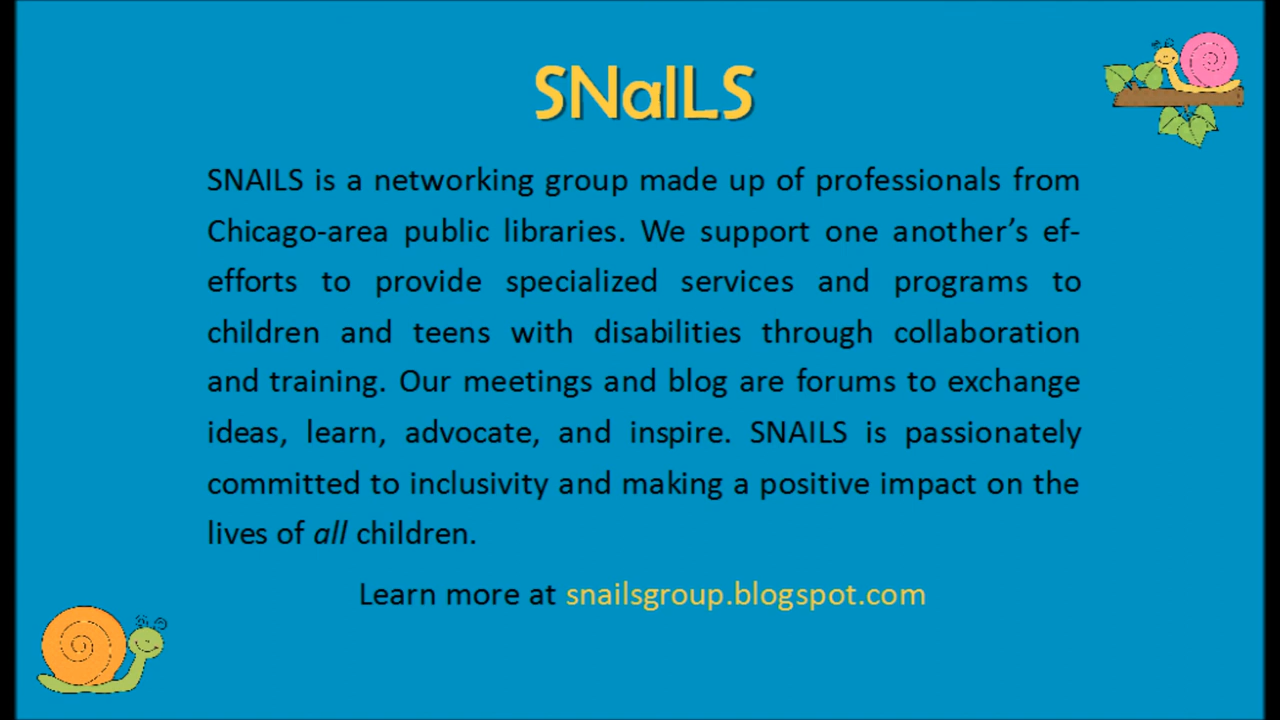 SNaILS
SNAILS is a networking group made up of professionals from
Chicago-area public libraries. We support one another’s ef-
efforts to provide specialized services and programs to
children and teens with disabilities through collaboration
and training. Our meetings and blog are forums to exchange
ideas, learn, advocate, and inspire. SNAILS is passionately
committed to inclusivity and making a positive impact on the
lives of all children.
Learn more at snailsgroup.blogspot.com